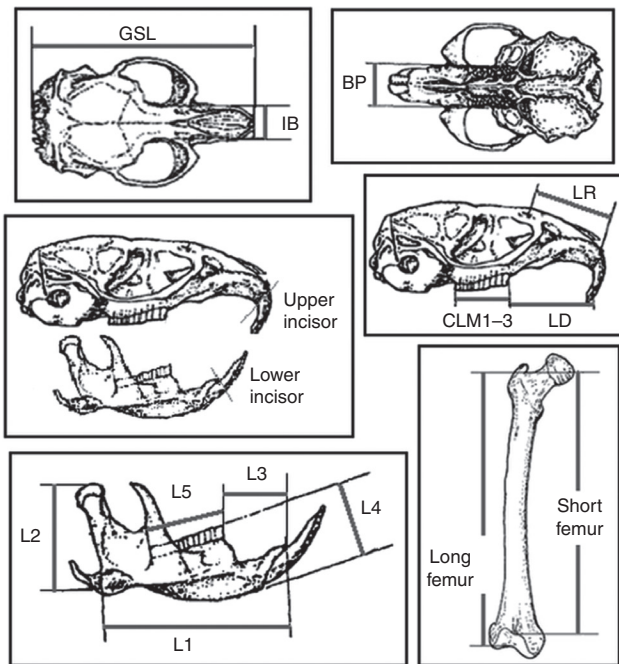 GSL
IB
BP
LR
CLM1–3
LD
Upper
incisor
Lower
incisor
L5
L3
L2
L4
L1
Long
femur
Short
femur